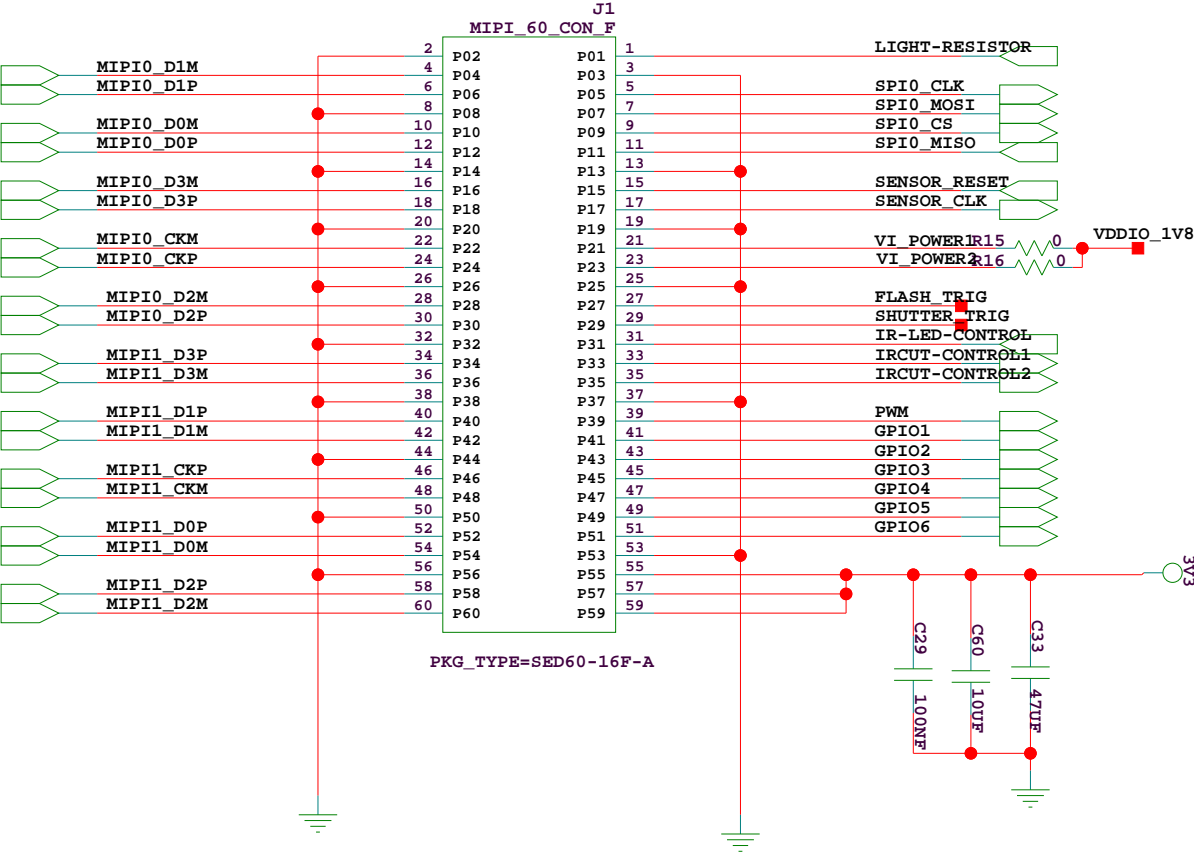 J1
MIPI_60_CON_F
2 P02 P01 1 LIGHT-RESISTOR
MIPI0_D1M 4 P04 P03 3
MIPI0_D1P 6 P06 P05 5 SPI0_CLK
8 P08 P07 7 SPI0_MOSI
MIPI0_D0M 10 P10 P09 9 SPI0_CS
MIPI0_D0P 12 P12 P11 11 SPI0_MISO
14 P14 P13 13
MIPI0_D3M 16 P16 P15 15 SENSOR_RESET
MIPI0_D3P 18 P18 P17 17 SENSOR_CLK
20 P20 P19 19
MIPI0_CKM 22 P22 P21 21 VI_POWER1 R15 0 VDDIO_1V8
MIPI0_CKP 24 P24 P23 23 VI_POWER2 R16 0
26 P26 P25 25
MIPI0_D2M 28 P28 P27 27 FLASH_TRIG
MIPI0_D2P 30 P30 P29 29 SHUTTER_TRIG
32 P32 P31 31 IR-LED-CONTROL
MIPI1_D3P 34 P34 P33 33 IRCUT-CONTROL1
MIPI1_D3M 36 P36 P35 35 IRCUT-CONTROL2
38 P38 P37 37
MIPI1_D1P 40 P40 P39 39 PWM
MIPI1_D1M 42 P42 P41 41 GPIO1
44 P44 P43 43 GPIO2
MIPI1_CKP 46 P46 P45 45 GPIO3
MIPI1_CKM 48 P48 P47 47 GPIO4
50 P50 P49 49 GPIO5
MIPI1_D0P 52 P52 P51 51 GPIO6
MIPI1_D0M 54 P54 P53 53
56 P56 P55 55 3V3
MIPI1_D2P 58 P58 P57 57
MIPI1_D2M 60 P60 P59 59
C29 C60 C33
PKG_TYPE=SED60-16F-A
100NF 10UF 47UF